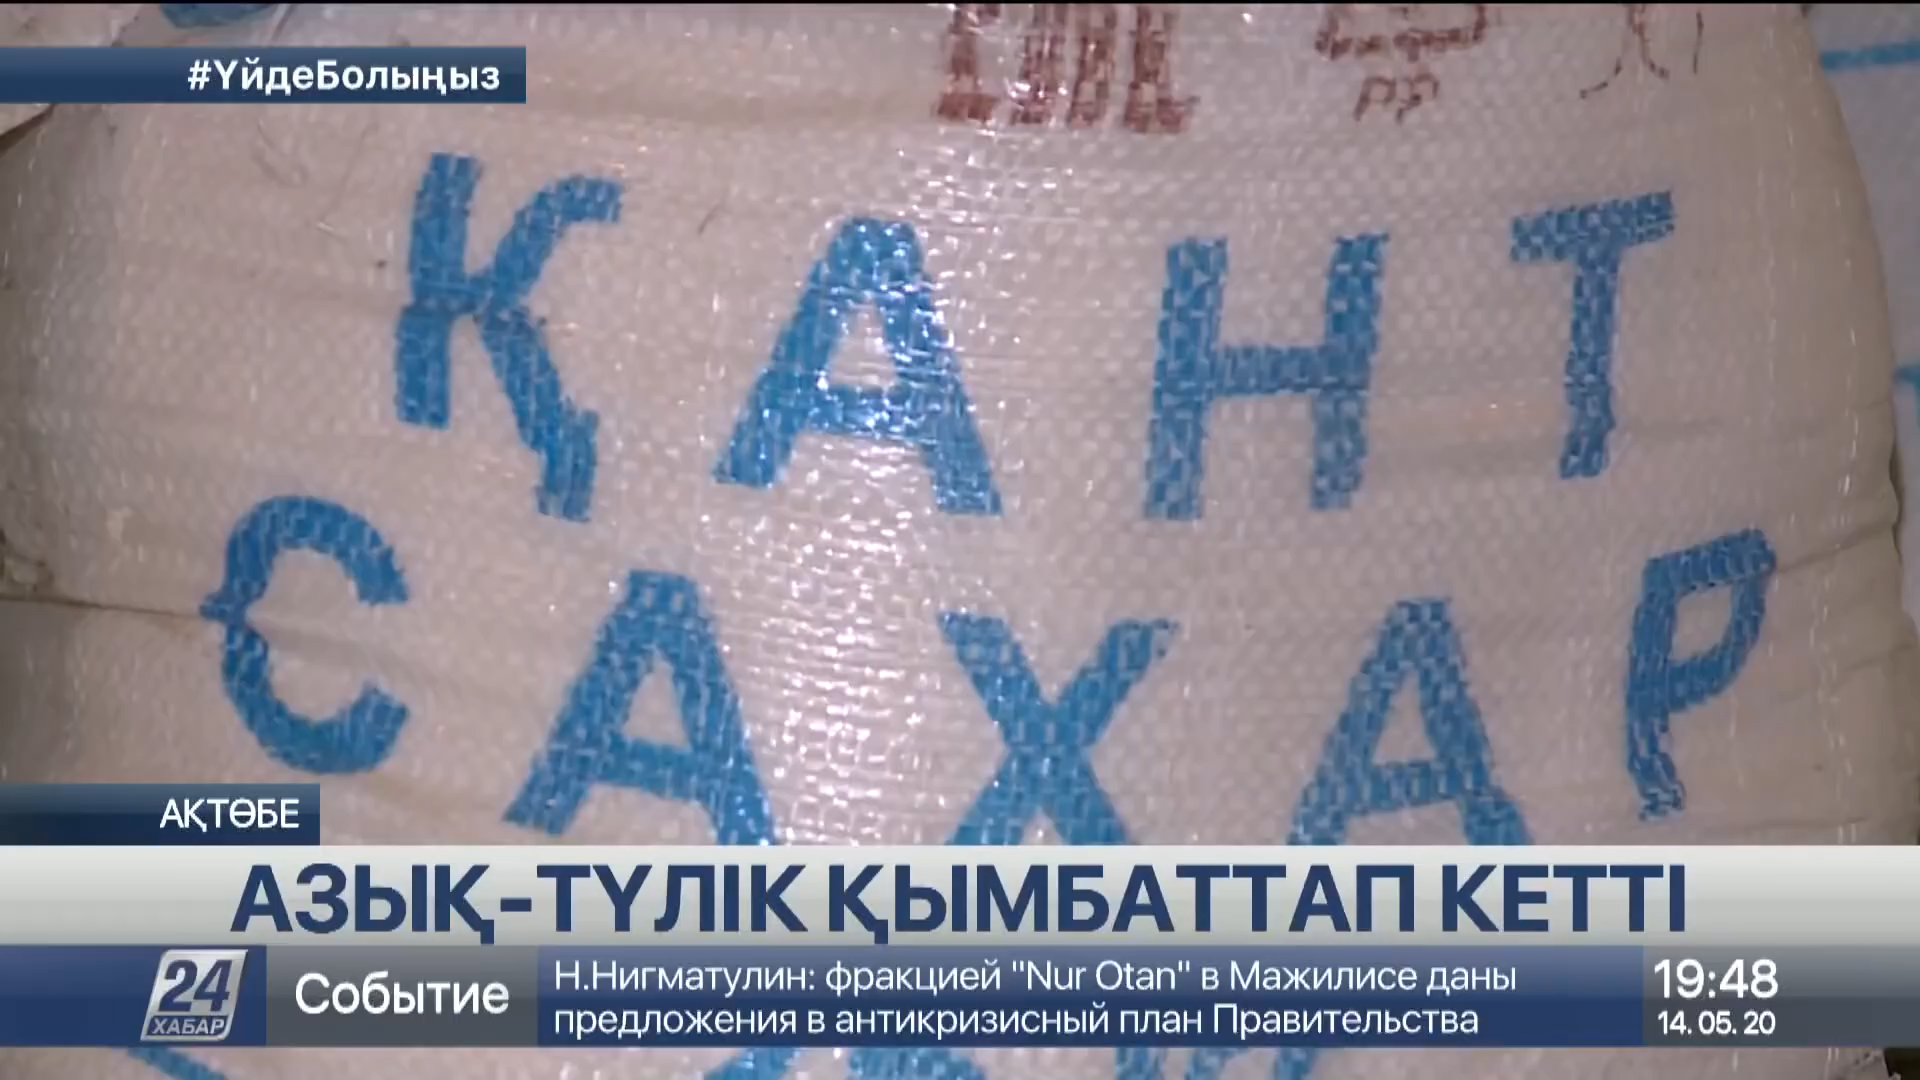 #ҮйдеБолыңыз
ҚАНТ
САХАР
АҚТӨБЕ
АЗЫҚ-ТҮЛІК ҚЫМБАТТАП КЕТТІ
24
ХАБАР
Событие
Н.Нигматулин: фракцией "Nur Otan" в Мажилисе даны
предложения в антикризисный план Правительства
19:48
14.05.20